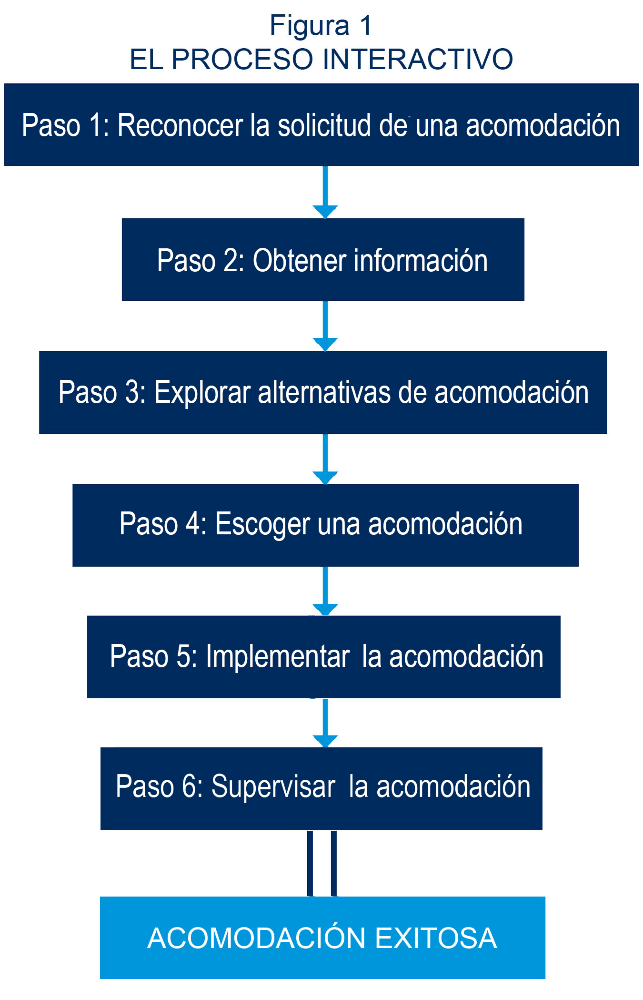 Figura 1
EL PROCESO INTERACTIVO
Paso 1: Reconocer la solicitud de una acomodación
Paso 2: Obtener información
Paso 3: Explorar alternativas de acomodación
Paso 4: Escoger una acomodación
Paso 5: Implementar la acomodación
Paso 6: Supervisar la acomodación
ACOMODACIÓN EXITOSA